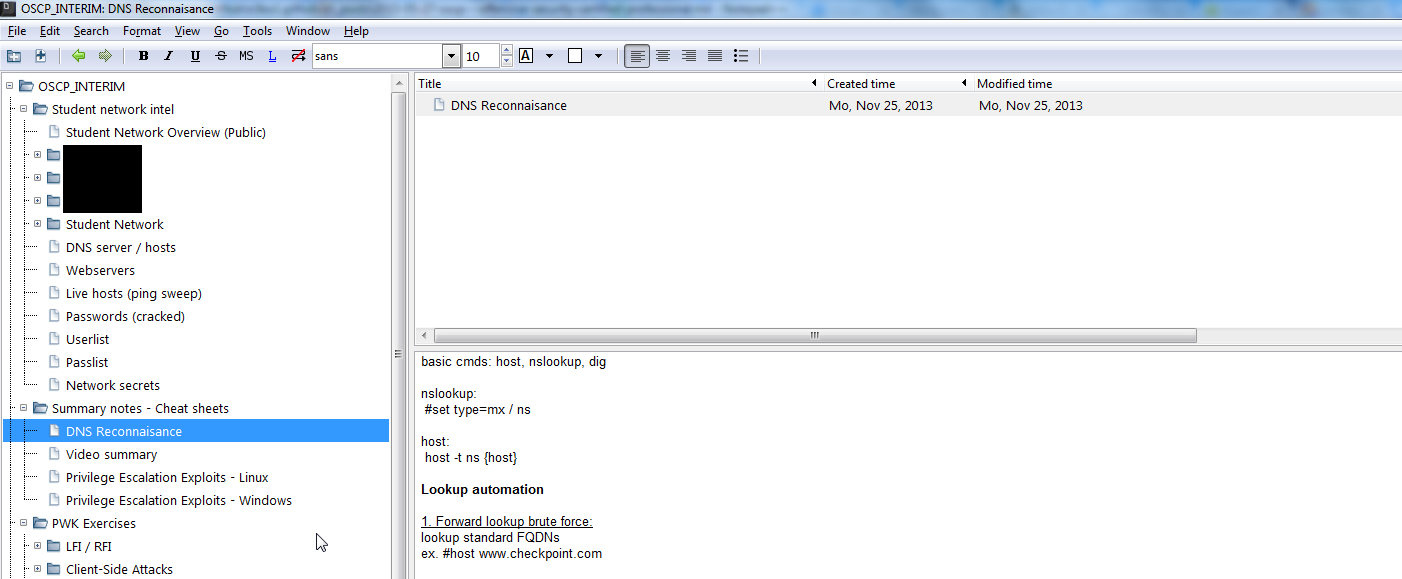 OSCP_INTERIM: DNS Reconnaisance
File Edit Search Format View Go Tools Window Help
B I U S MS L sans 10 A
OSCP_INTERIM
Student network intel
Student Network Overview (Public)
Student Network
DNS server / hosts
Webservers
Live hosts (ping sweep)
Passwords (cracked)
Userlist
Passlist
Network secrets
Summary notes - Cheat sheets
DNS Reconnaisance
Video summary
Privilege Escalation Exploits - Linux
Privilege Escalation Exploits - Windows
PWK Exercises
LFI / RFI
Client-Side Attacks
Title Created time Modified time
DNS Reconnaisance Mo, Nov 25, 2013 Mo, Nov 25, 2013
basic cmds: host, nslookup, dig
nslookup:
#set type=mx / ns
host:
host -t ns {host}
Lookup automation
1. Forward lookup brute force:
lookup standard FQDNs
ex. #host www.checkpoint.com